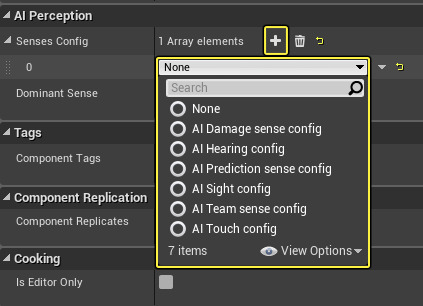 AI Perception
Senses Config 1 Array elements
0 None
Search
None
AI Damage sense config
AI Hearing config
AI Prediction sense config
AI Sight config
AI Team sense config
AI Touch config
7 items View Options
Dominant Sense
Tags
Component Tags
Component Replication
Component Replicates
Cooking
Is Editor Only